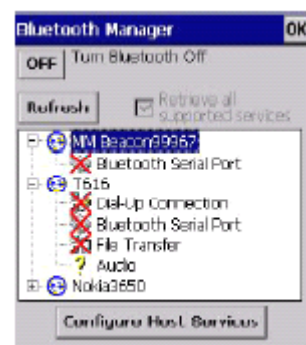 Bluetooth Manager OK
OFF Turn Bluetooth Off
Refresh Retrieve all
supported services
MM Beacon99967
Bluetooth Serial Port
T616
Dial-Up Connection
Bluetooth Serial Port
File Transfer
Audio
Nokia3650
Configure Host Services